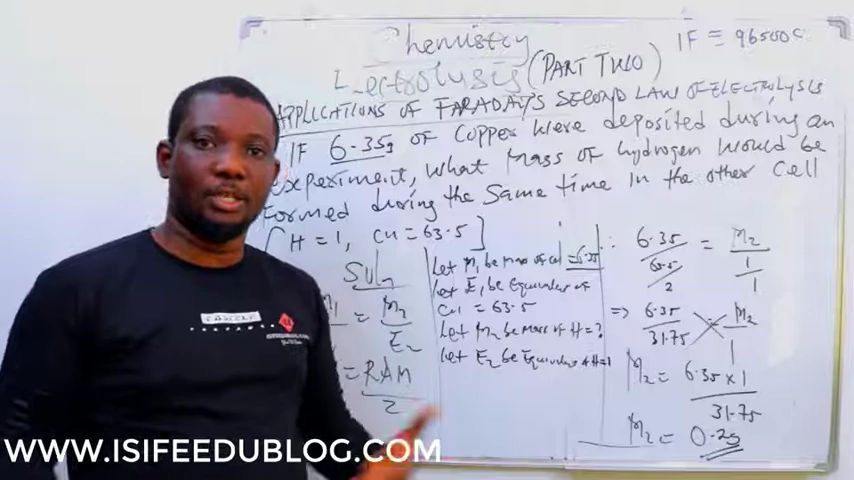 Chemistry
1F = 96500C
Electrolysis (PART TWO)
APPLICATIONS OF FARADAY'S SECOND LAW OF ELECTROLYSIS
IF 6.35g OF Copper were deposited during an
experiment, what mass of hydrogen would be
formed during the same time in the other cell
[H = 1, Cu = 63.5]
Soln
M1 = M2
E2
= RAM
Z
Let M1 be Mass of Cu = 6.35
Let E1 be Equivalent of
Cu = 63.5
Let M2 be mass of H = ?
Let E2 be Equivalent of H = 1
∴ 6.35 = M2
63.5 1
2 1
=> 6.35 M2
31.75 1
M2 = 6.35 x 1
31.75
M2 = 0.2g
ISIFEEDUBLOG.COM
WWW.ISIFEEDUBLOG.COM